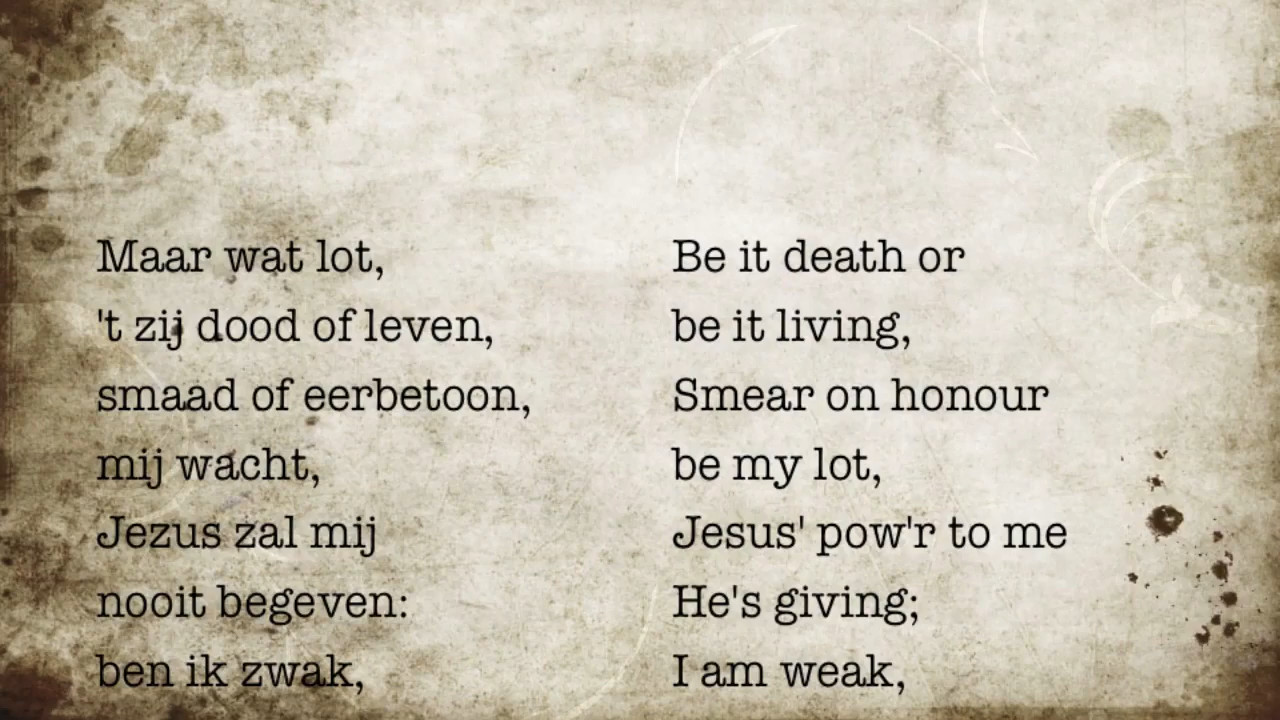 Maar wat lot,
't zij dood of leven,
smaad of eerbetoon,
mij wacht,
Jezus zal mij
nooit begeven:
ben ik zwak,
Be it death or
be it living,
Smear on honour
be my lot,
Jesus' pow'r to me
He's giving;
I am weak,